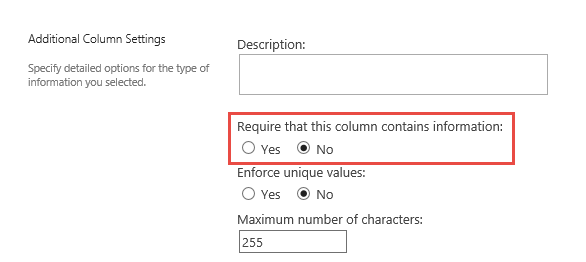 Additional Column Settings
Specify detailed options for the type of
information you selected.
Description:
Require that this column contains information:
Yes No
Enforce unique values:
Yes No
Maximum number of characters:
255